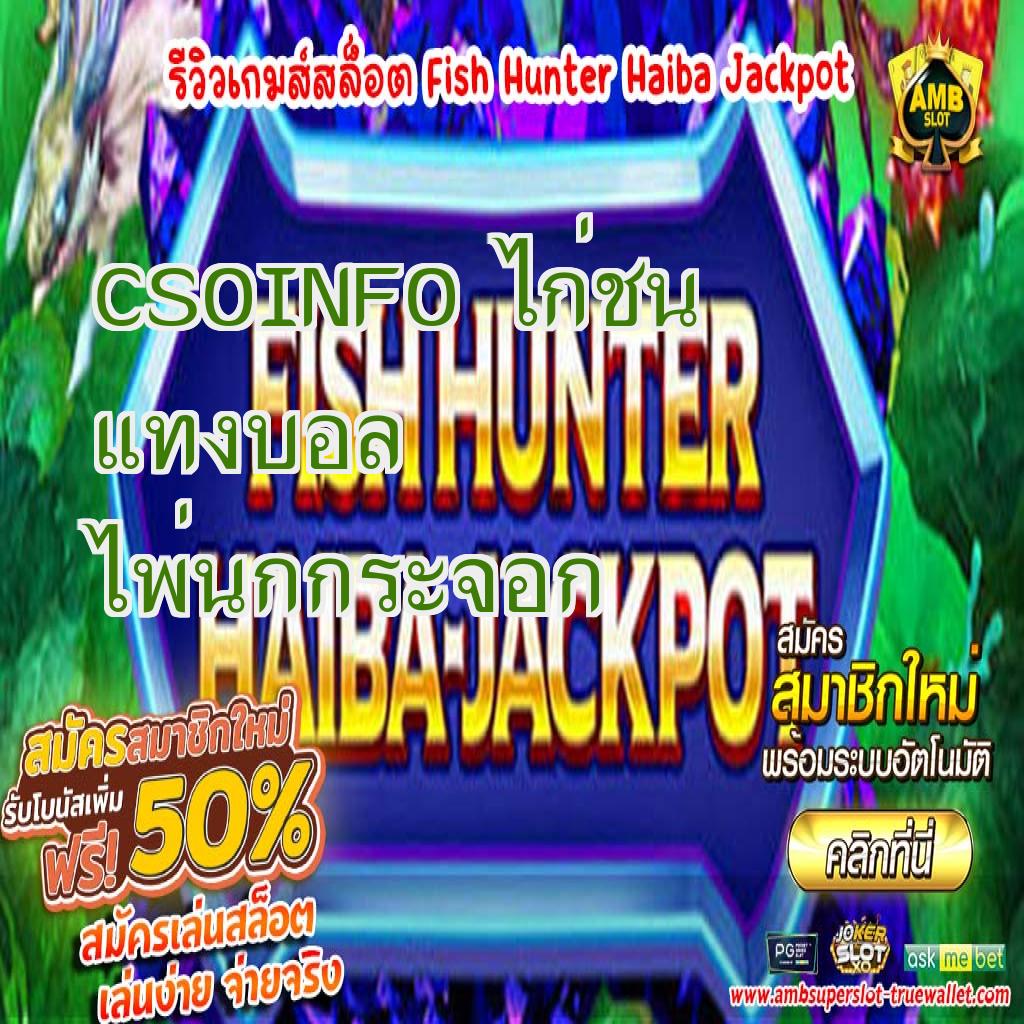 รีวิวเกมส์สล็อต Fish Hunter Haiba Jackpot
AMB
SLOT
CSOINFO ไก่ชน
แทงบอล
ไพ่นกกระจอก
FISH HUNTER
HAIBA·JACKPOT
สมัคร
สมาชิกใหม่
พร้อมระบบอัตโนมัติ
คลิกที่นี่
สมัครสมาชิกใหม่
รับโบนัสเพิ่ม
ฟรี! 50%
สมัครเล่นสล็อต
เล่นง่าย จ่ายจริง
PG
JOKER
SLOT
XO
ask me bet
www.ambsuperslot-truewallet.com